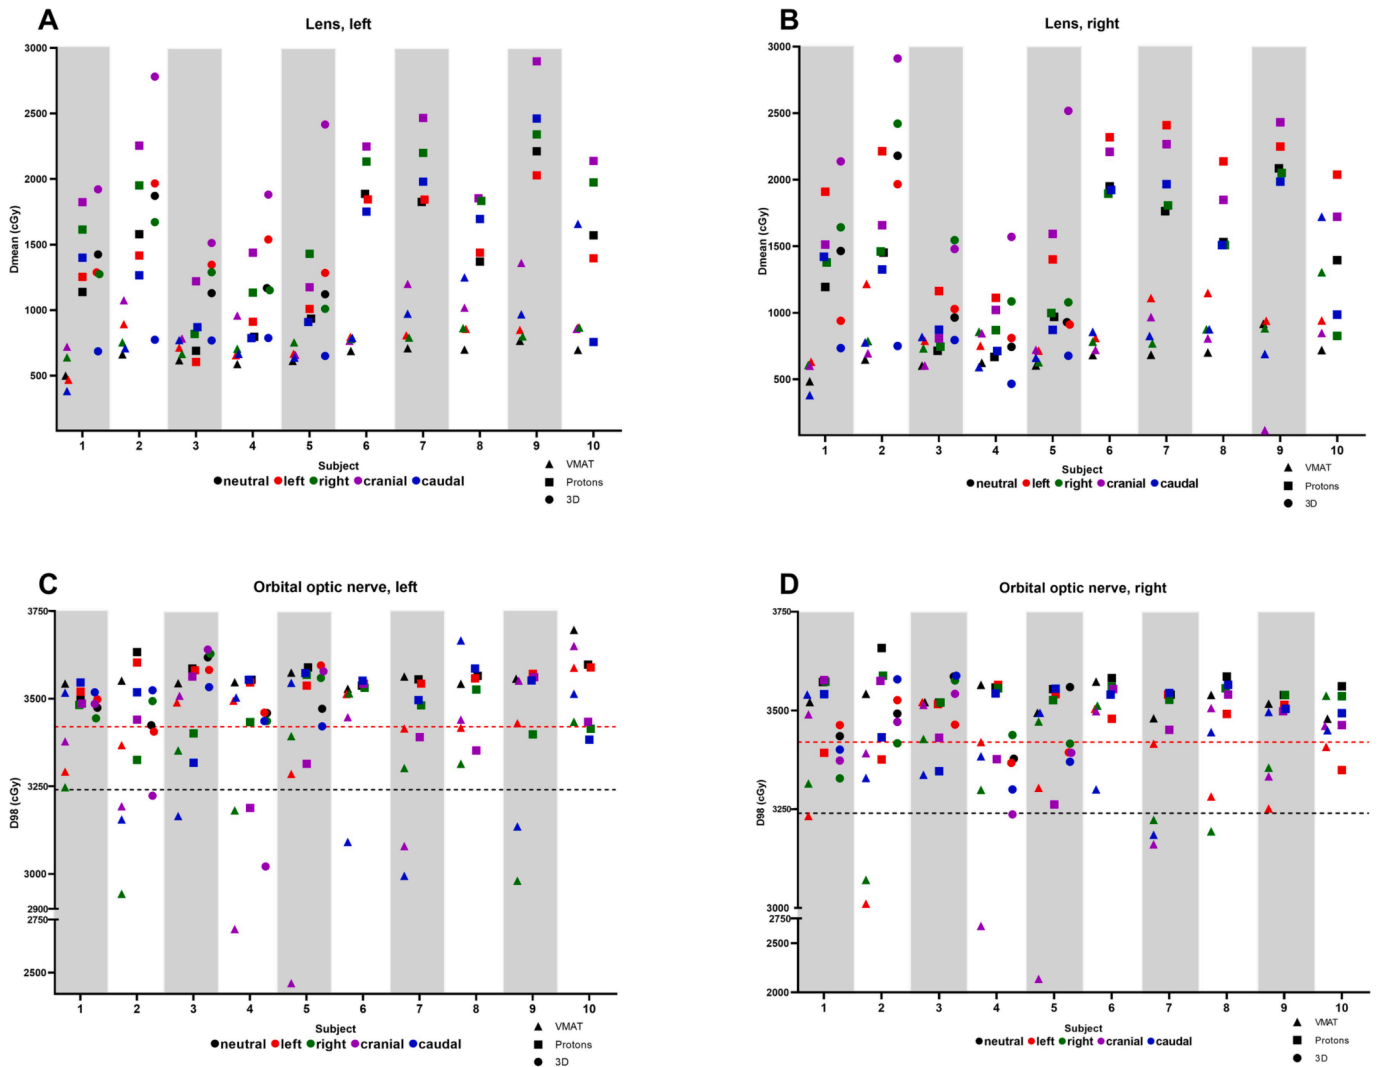 A
Lens, left
3000
2500
2000
1500
1000
500
Dmean (cGy)
1 2 3 4 5 6 7 8 9 10
Subject
neutral left right cranial caudal
VMAT
Protons
3D
B
Lens, right
3000
2500
2000
1500
1000
500
Dmean (cGy)
1 2 3 4 5 6 7 8 9 10
Subject
neutral left right cranial caudal
VMAT
Protons
3D
C
Orbital optic nerve, left
3750
3500
3250
3000
2900
2750
2500
D98 (cGy)
1 2 3 4 5 6 7 8 9 10
Subject
neutral left right cranial caudal
VMAT
Protons
3D
D
Orbital optic nerve, right
3750
3500
3250
3000
2750
2500
2000
D98 (cGy)
1 2 3 4 5 6 7 8 9 10
Subject
neutral left right cranial caudal
VMAT
Protons
3D